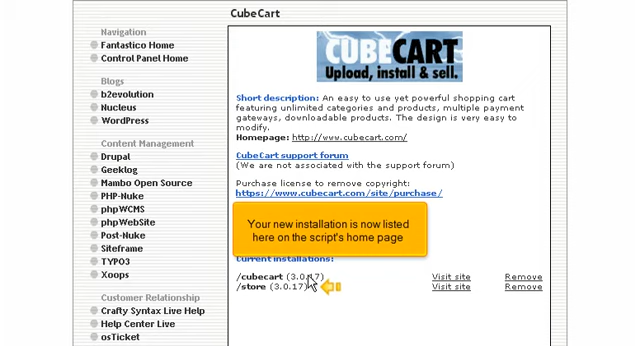 CubeCart
Navigation
Fantastico Home
Control Panel Home
Blogs
b2evolution
Nucleus
WordPress
Content Management
Drupal
Geeklog
Mambo Open Source
PHP-Nuke
phpWCMS
phpWebSite
Post-Nuke
Siteframe
TYPO3
Xoops
Customer Relationship
Crafty Syntax Live Help
Help Center Live
osTicket
CUBECART
Upload, install & sell.
Short description: An easy to use yet powerful shopping cart
featuring unlimited categories and products, multiple payment
gateways, downloadable products. The design is very easy to
modify.
Homepage: http://www.cubecart.com/
CubeCart support forum
(We are not associated with the support forum)
Purchase license to remove copyright:
https://www.cubecart.com/site/purchase/
Your new installation is now listed
here on the script's home page
Current installations:
/cubecart (3.0.17) Visit site Remove
/store (3.0.17) Visit site Remove